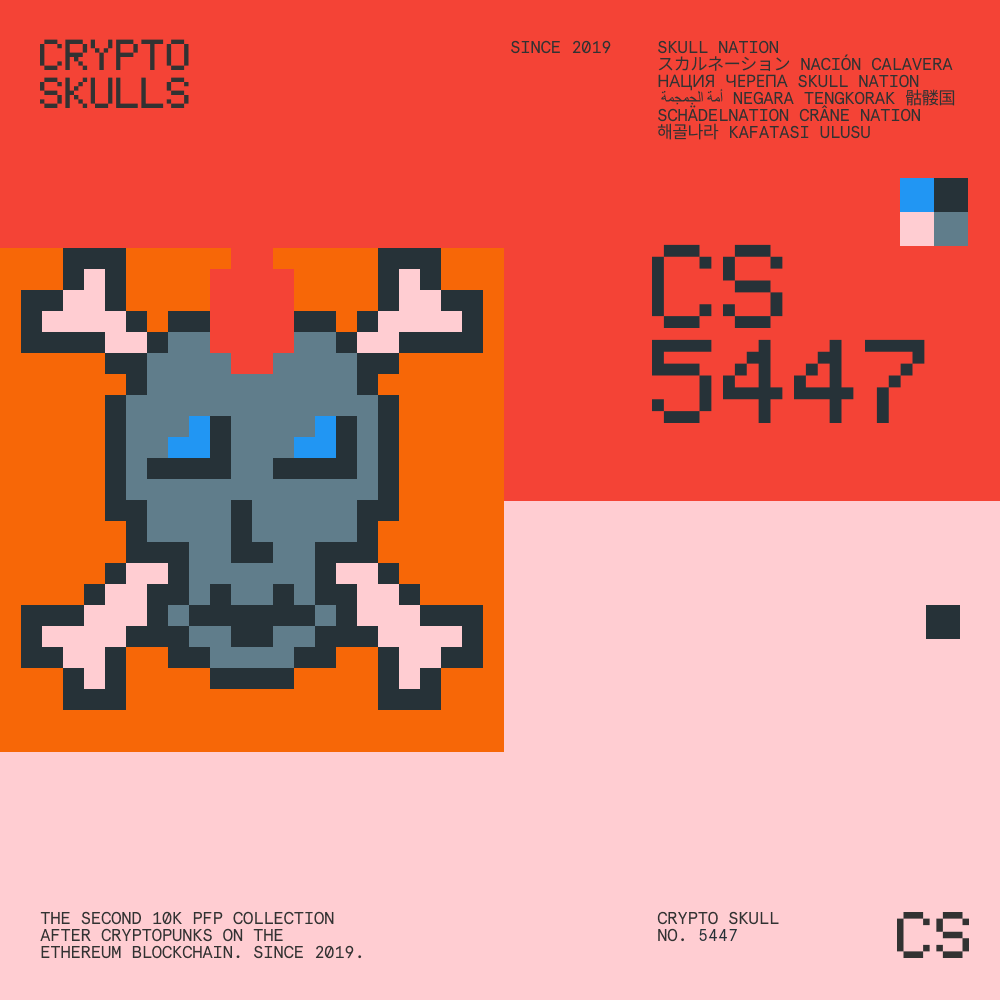 CRYPTO
SKULLS
SINCE 2019
SKULL NATION
スカルネーション NACIÓN CALAVERA
НАЦИЯ ЧЕРЕПА SKULL NATION
أمة الجمجمة NEGARA TENGKORAK 骷髅国
SCHÄDELNATION CRÂNE NATION
해골나라 KAFATASI ULUSU
CS
5447
THE SECOND 10K PFP COLLECTION
AFTER CRYPTOPUNKS ON THE
ETHEREUM BLOCKCHAIN. SINCE 2019.
CRYPTO SKULL
NO. 5447
CS